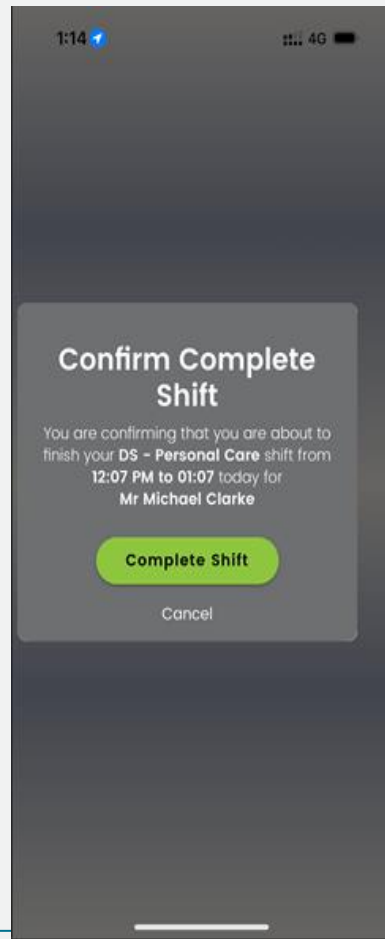 1:14 4G
Confirm Complete
Shift
You are confirming that you are about to
finish your DS - Personal Care shift from
12:07 PM to 01:07 today for
Mr Michael Clarke
Complete Shift
Cancel